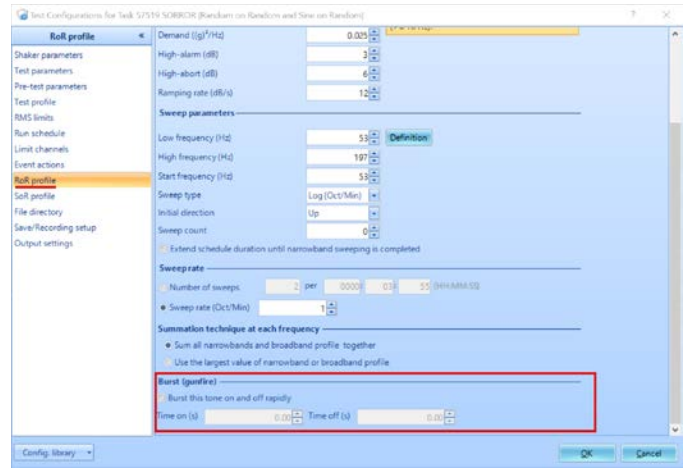 Test Configurations for Task 57519 SORROR (Random on Random and Sine on Random)
RoR profile
Shaker parameters
Test parameters
Pre-test parameters
Test profile
RMS limits
Run schedule
Limit channels
Event actions
RoR profile
SoR profile
File directory
Save/Recording setup
Output settings
Demand ((g)²/Hz) 0.025
High-alarm (dB) 3
High-abort (dB) 6
Ramping rate (dB/s) 12
Sweep parameters
Low frequency (Hz) 53 Definition
High frequency (Hz) 197
Start frequency (Hz) 53
Sweep type Log (Oct/Min)
Initial direction Up
Sweep count 0
Extend schedule duration until narrowband sweeping is completed
Sweep rate
Number of sweeps 2 per 0000 03 55 (HH:MM:SS)
Sweep rate (Oct/Min) 1
Summation technique at each frequency
Sum all narrowbands and broadband profile together
Use the largest value of narrowband or broadband profile
Burst (gunfire)
Burst this tone on and off rapidly
Time on (s) 0.00 Time off (s) 0.00
Config. library OK Cancel